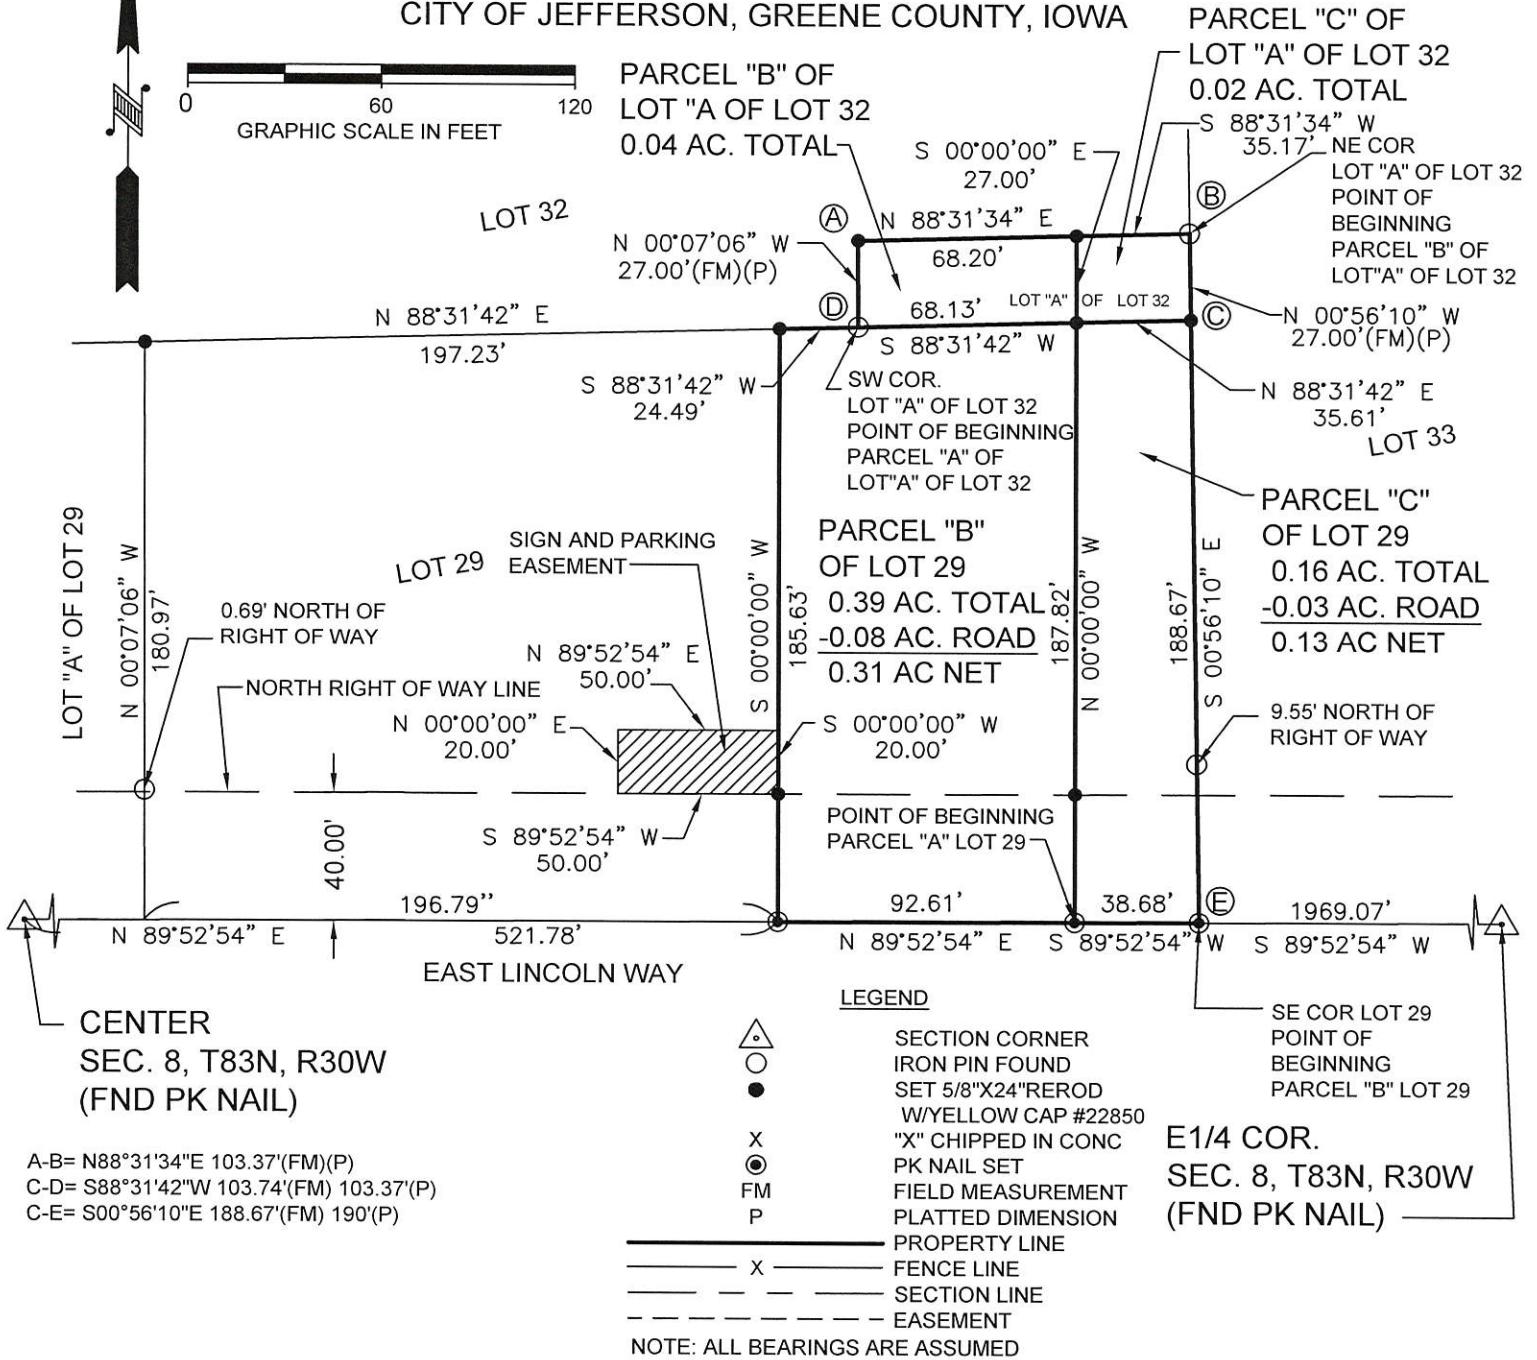 CITY OF JEFFERSON, GREENE COUNTY, IOWA
0 60 120
GRAPHIC SCALE IN FEET
PARCEL "B" OF
LOT "A OF LOT 32
0.04 AC. TOTAL
PARCEL "C" OF
LOT "A" OF LOT 32
0.02 AC. TOTAL
S 88°31'34" W
35.17'
S 00°00'00" E
27.00'
NE COR
LOT "A" OF LOT 32
POINT OF
BEGINNING
PARCEL "B" OF
LOT"A" OF LOT 32
LOT 32
A
N 88°31'34" E
68.20'
B
N 00°07'06" W
27.00'(FM)(P)
D
68.13'
S 88°31'42" W
LOT "A" OF LOT 32
C
N 00°56'10" W
27.00'(FM)(P)
N 88°31'42" E
197.23'
S 88°31'42" W
24.49'
SW COR.
LOT "A" OF LOT 32
POINT OF BEGINNING
PARCEL "A" OF
LOT"A" OF LOT 32
N 88°31'42" E
35.61'
LOT 33
LOT "A" OF LOT 29
N 00°07'06" W
180.97'
LOT 29
SIGN AND PARKING
EASEMENT
S 00°00'00" W
185.63'
PARCEL "B"
OF LOT 29
0.39 AC. TOTAL
-0.08 AC. ROAD
0.31 AC NET
187.82'
N 00°00'00" W
188.67'
S 00°56'10" E
PARCEL "C"
OF LOT 29
0.16 AC. TOTAL
-0.03 AC. ROAD
0.13 AC NET
0.69' NORTH OF
RIGHT OF WAY
NORTH RIGHT OF WAY LINE
N 89°52'54" E
50.00'
N 00°00'00" E
20.00'
S 00°00'00" W
20.00'
9.55' NORTH OF
RIGHT OF WAY
40.00'
S 89°52'54" W
50.00'
POINT OF BEGINNING
PARCEL "A" LOT 29
196.79''
92.61'
38.68'
E
1969.07'
N 89°52'54" E
521.78'
N 89°52'54" E
S 89°52'54" W
S 89°52'54" W
EAST LINCOLN WAY
CENTER
SEC. 8, T83N, R30W
(FND PK NAIL)
SE COR LOT 29
POINT OF
BEGINNING
PARCEL "B" LOT 29
E1/4 COR.
SEC. 8, T83N, R30W
(FND PK NAIL)
A-B= N88°31'34"E 103.37'(FM)(P)
C-D= S88°31'42"W 103.74'(FM) 103.37'(P)
C-E= S00°56'10"E 188.67'(FM) 190'(P)
LEGEND
SECTION CORNER
IRON PIN FOUND
SET 5/8"X24"REROD
W/YELLOW CAP #22850
X "X" CHIPPED IN CONC
PK NAIL SET
FM FIELD MEASUREMENT
P PLATTED DIMENSION
PROPERTY LINE
X FENCE LINE
SECTION LINE
EASEMENT
NOTE: ALL BEARINGS ARE ASSUMED